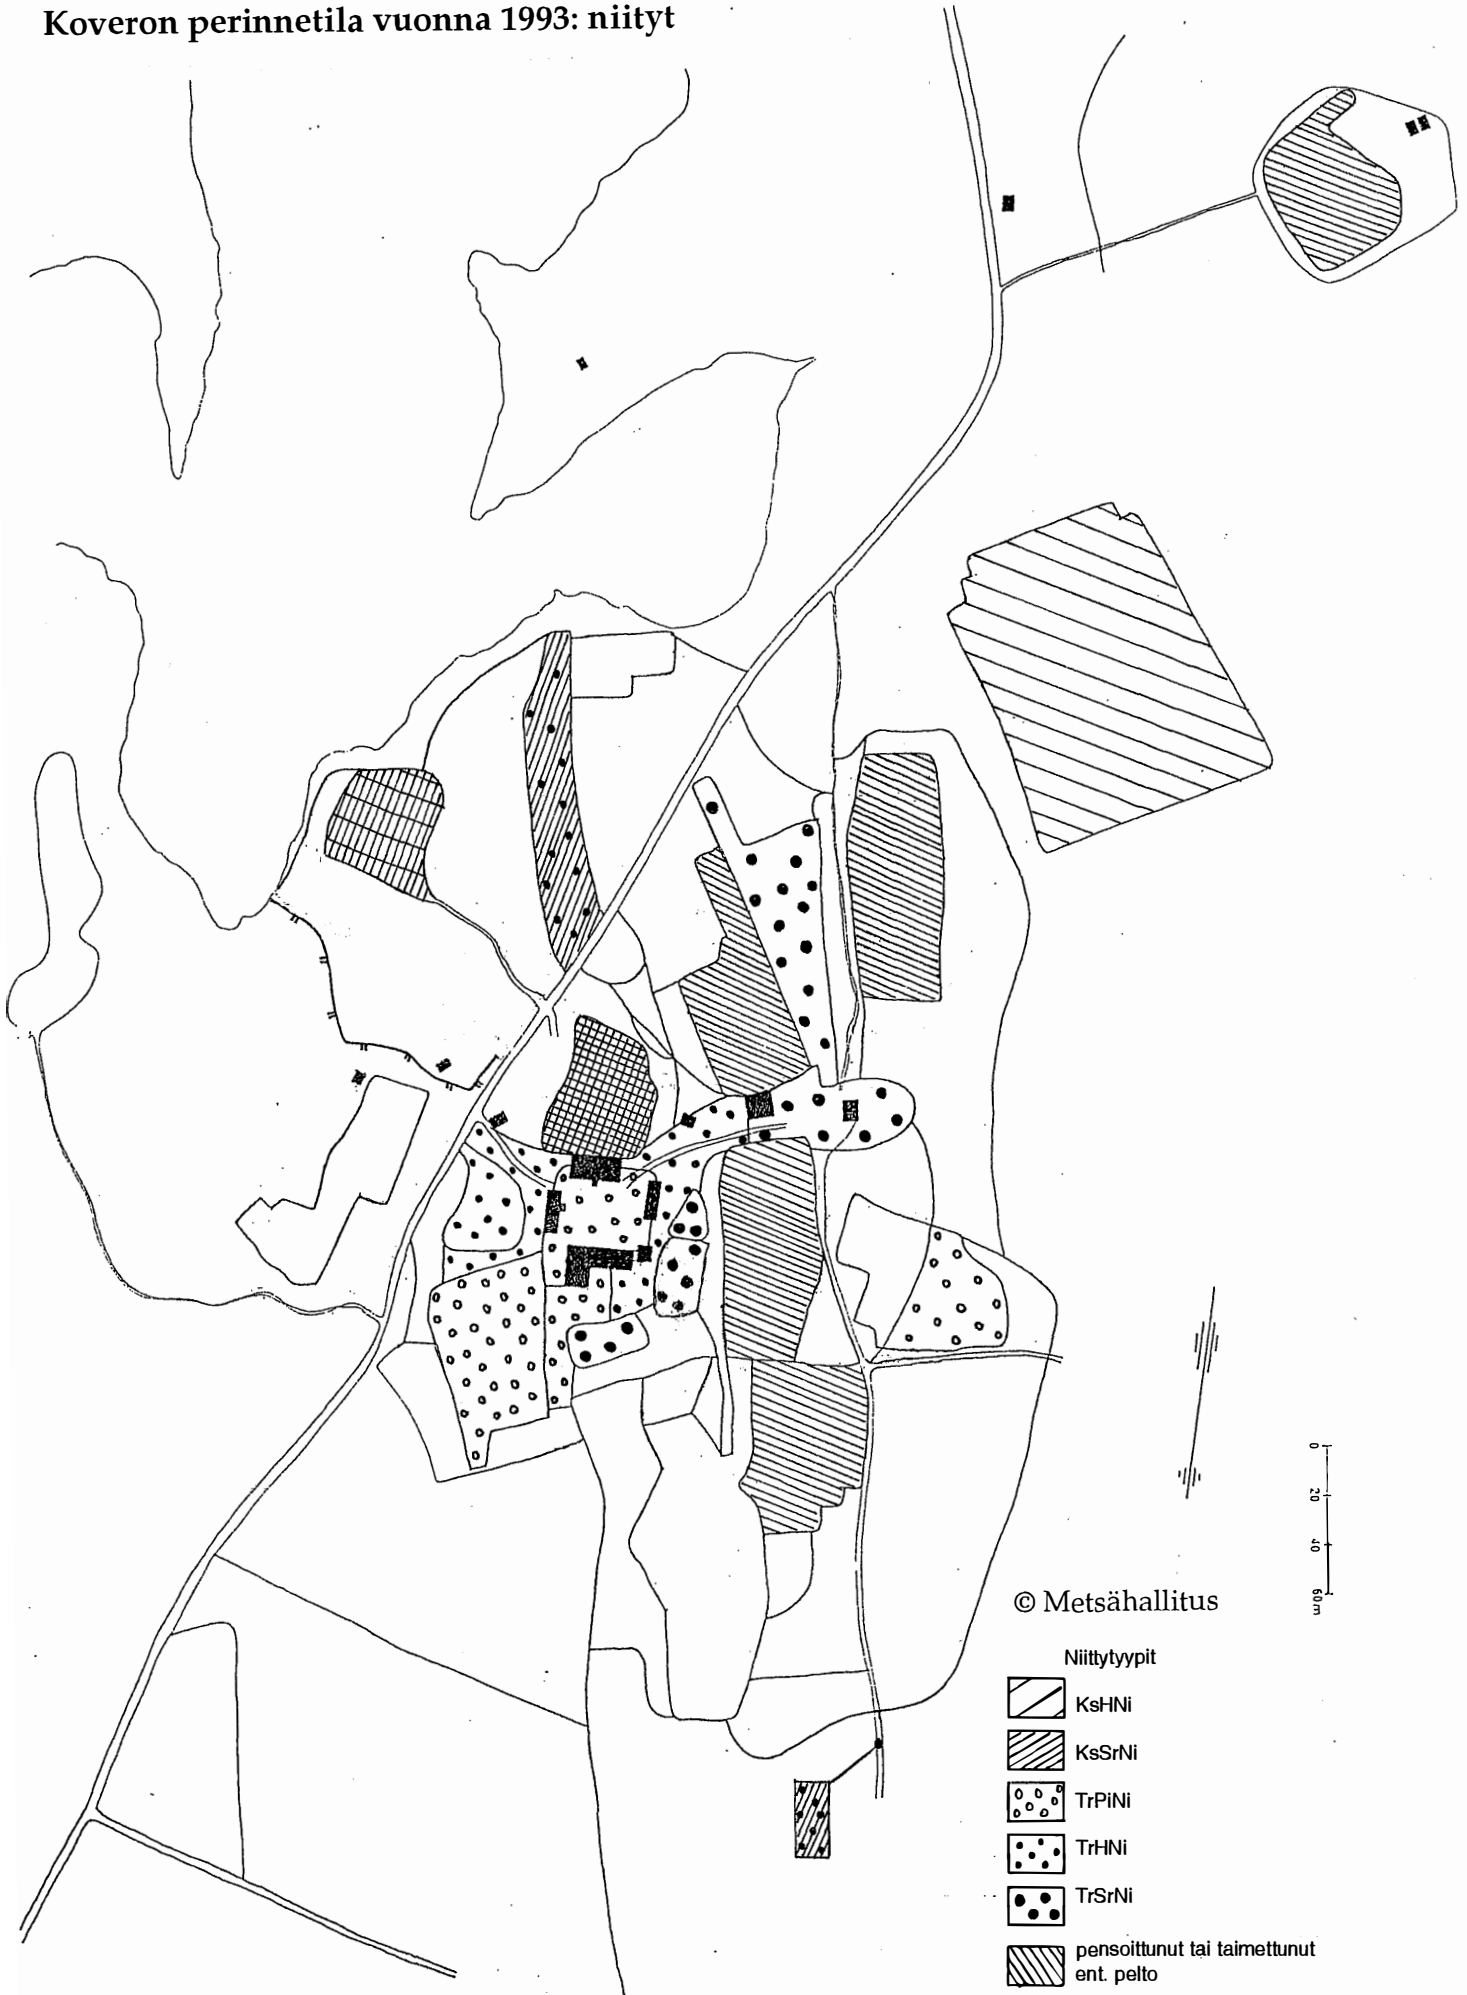 Koveron perinnetila vuonna 1993: niityt
0
20
40
60m
© Metsähallitus
Niittytyypit
KsHNi
KsSrNi
TrPiNi
TrHNi
TrSrNi
pensoittunut tai taimettunut
ent. pelto